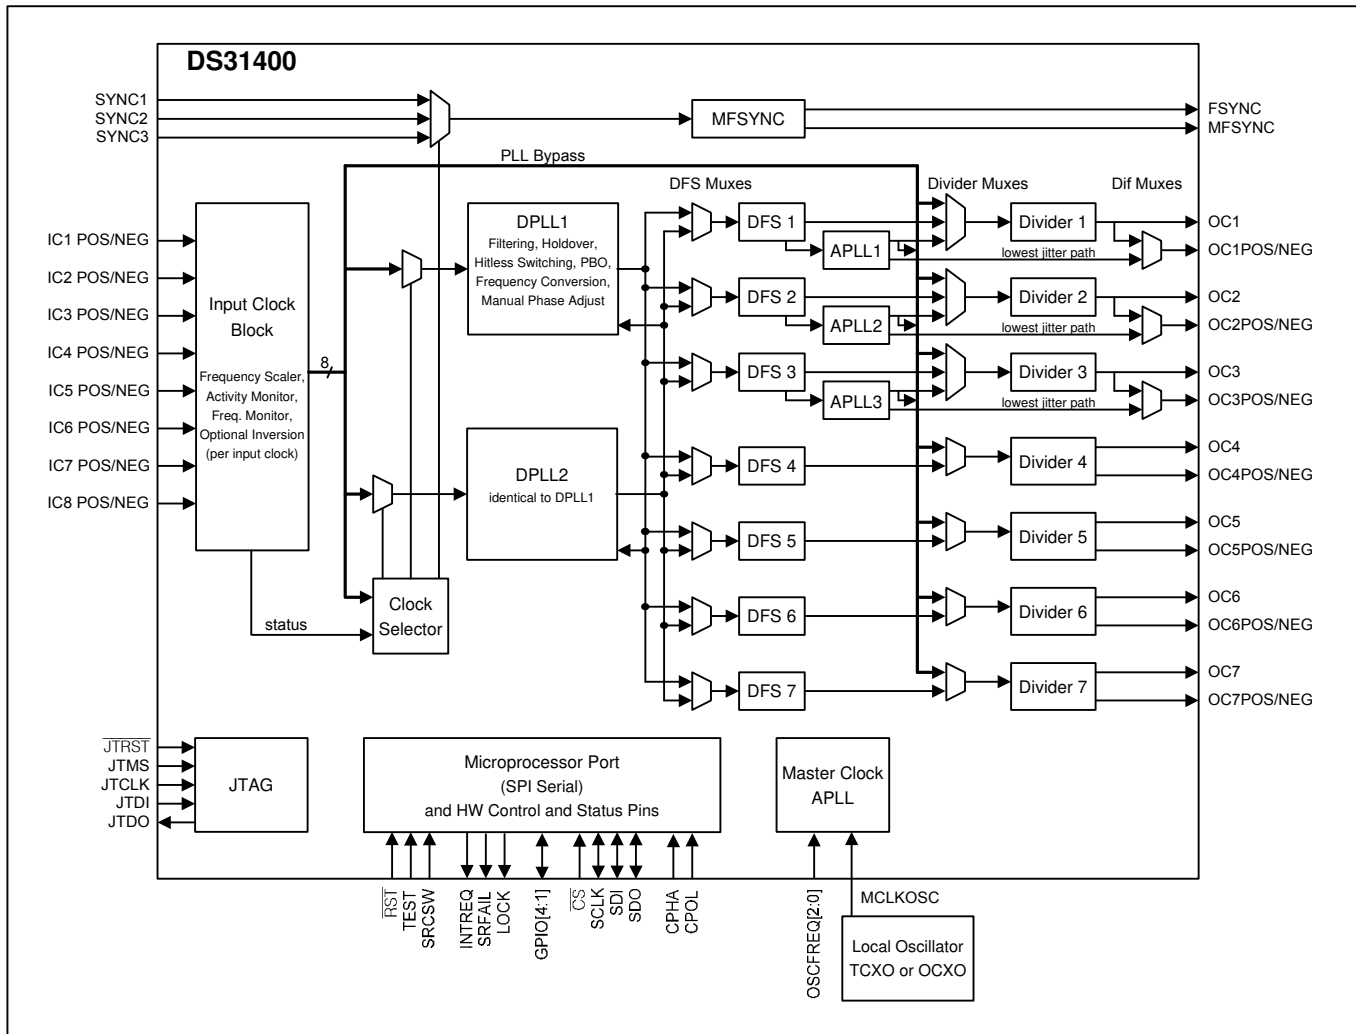 DS31400
SYNC1
SYNC2
SYNC3
MFSYNC
FSYNC
MFSYNC
PLL Bypass
DFS Muxes
Divider Muxes
Dif Muxes
IC1 POS/NEG
IC2 POS/NEG
IC3 POS/NEG
IC4 POS/NEG
IC5 POS/NEG
IC6 POS/NEG
IC7 POS/NEG
IC8 POS/NEG
Input Clock
Block
Frequency Scaler,
Activity Monitor,
Freq. Monitor,
Optional Inversion
(per input clock)
8
status
Clock
Selector
DPLL1
Filtering, Holdover,
Hitless Switching, PBO,
Frequency Conversion,
Manual Phase Adjust
DPLL2
identical to DPLL1
DFS 1
APLL1
lowest jitter path
Divider 1
OC1
OC1POS/NEG
DFS 2
APLL2
lowest jitter path
Divider 2
OC2
OC2POS/NEG
DFS 3
APLL3
lowest jitter path
Divider 3
OC3
OC3POS/NEG
DFS 4
Divider 4
OC4
OC4POS/NEG
DFS 5
Divider 5
OC5
OC5POS/NEG
DFS 6
Divider 6
OC6
OC6POS/NEG
DFS 7
Divider 7
OC7
OC7POS/NEG
JTRST
JTMS
JTCLK
JTDI
JTDO
JTAG
Microprocessor Port
(SPI Serial)
and HW Control and Status Pins
Master Clock
APLL
RST
TEST
SRCSW
INTREQ
SRFAIL
LOCK
GPIO[4:1]
CS
SCLK
SDI
SDO
CPHA
CPOL
OSCFREQ[2:0]
MCLKOSC
Local Oscillator
TCXO or OCXO